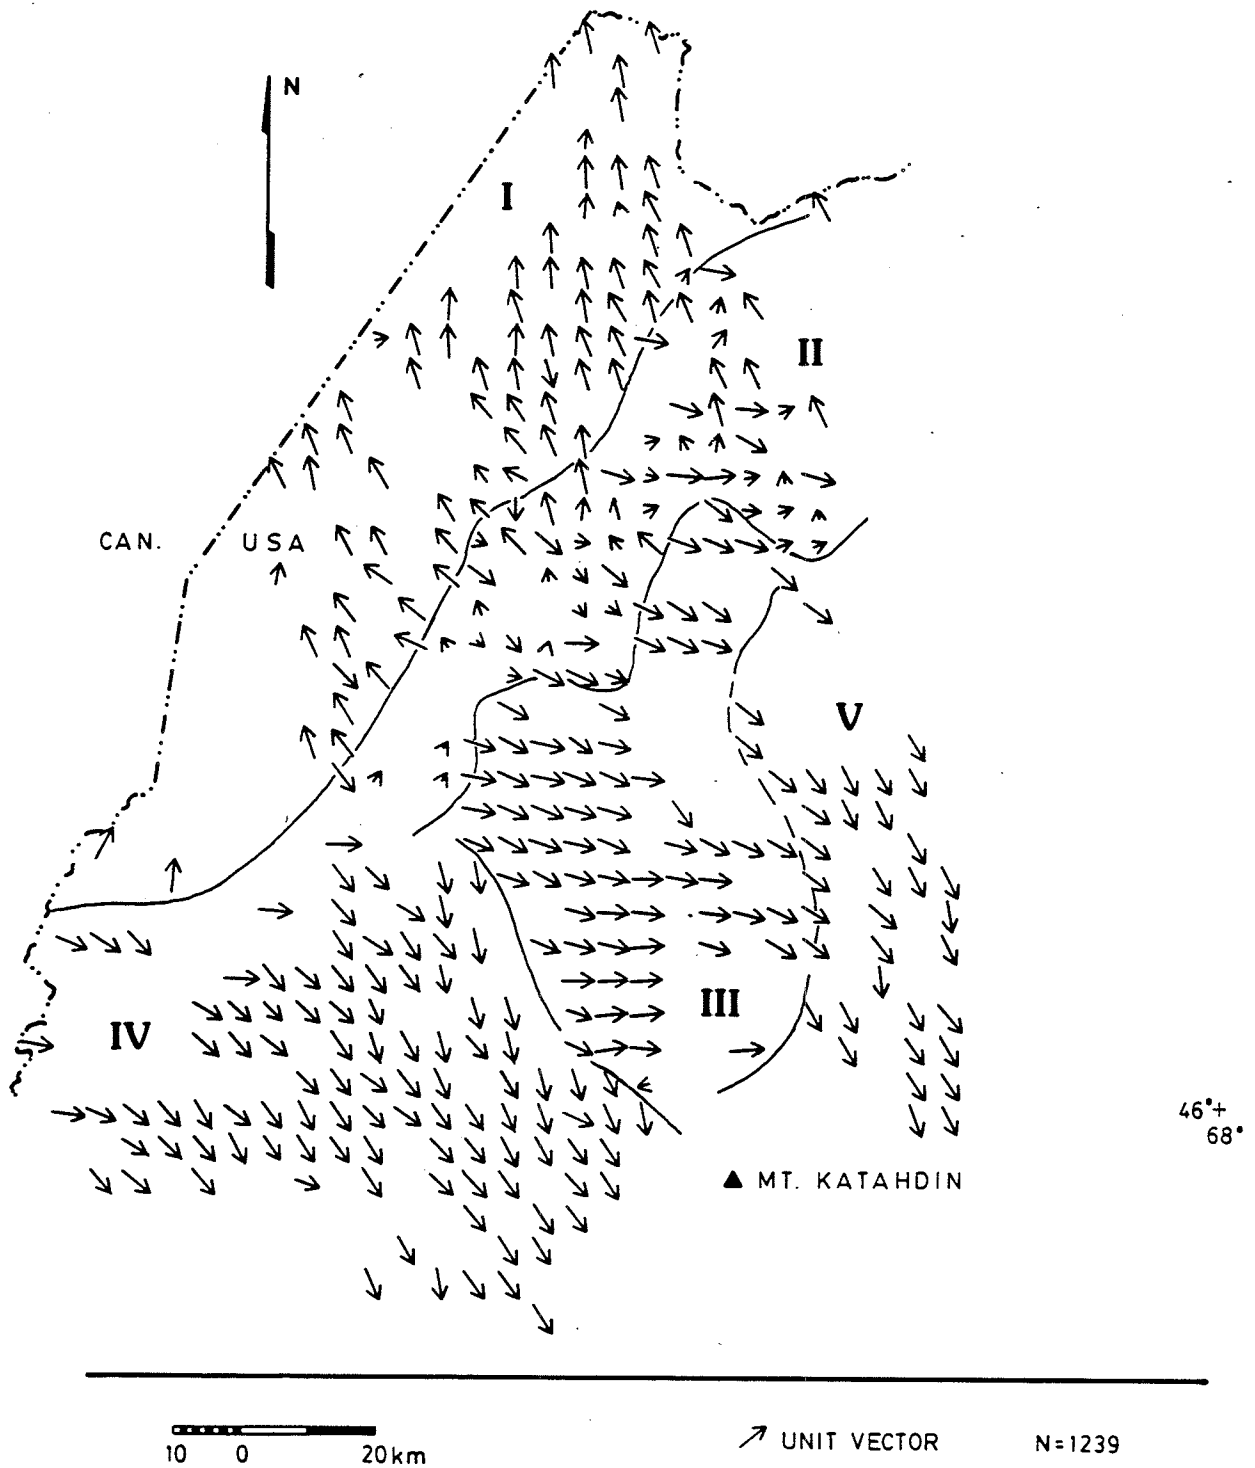 N
I
II
CAN.
USA
V
III
IV
46°+
68°
MT. KATAHDIN
10 0 20km
UNIT VECTOR
N=1239